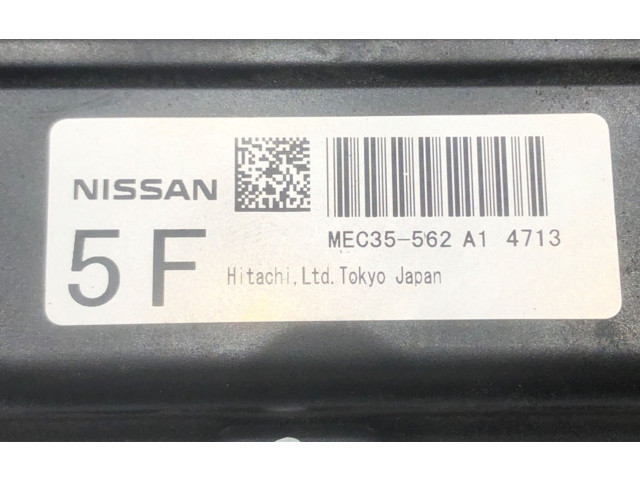 NISSAN
MEC35-562 A1 4713
5F
Hitachi,Ltd.Tokyo Japan